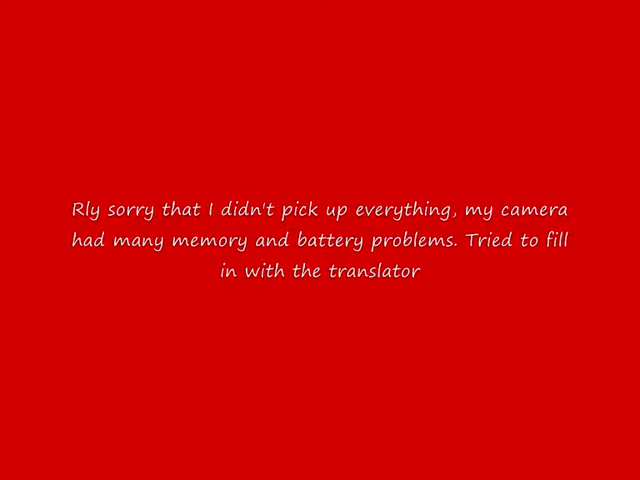 Rly sorry that I didn't pick up everything, my camera
had many memory and battery problems. Tried to fill
in with the translator